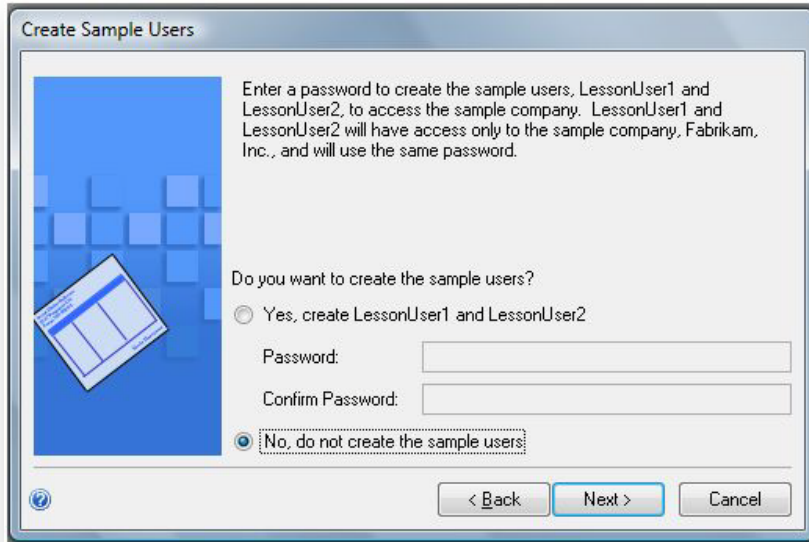 Create Sample Users
Enter a password to create the sample users, LessonUser1 and
LessonUser2, to access the sample company. LessonUser1 and
LessonUser2 will have access only to the sample company, Fabrikam,
Inc., and will use the same password.
Do you want to create the sample users?
Yes, create LessonUser1 and LessonUser2
Password:
Confirm Password:
No, do not create the sample users
?
< Back Next > Cancel